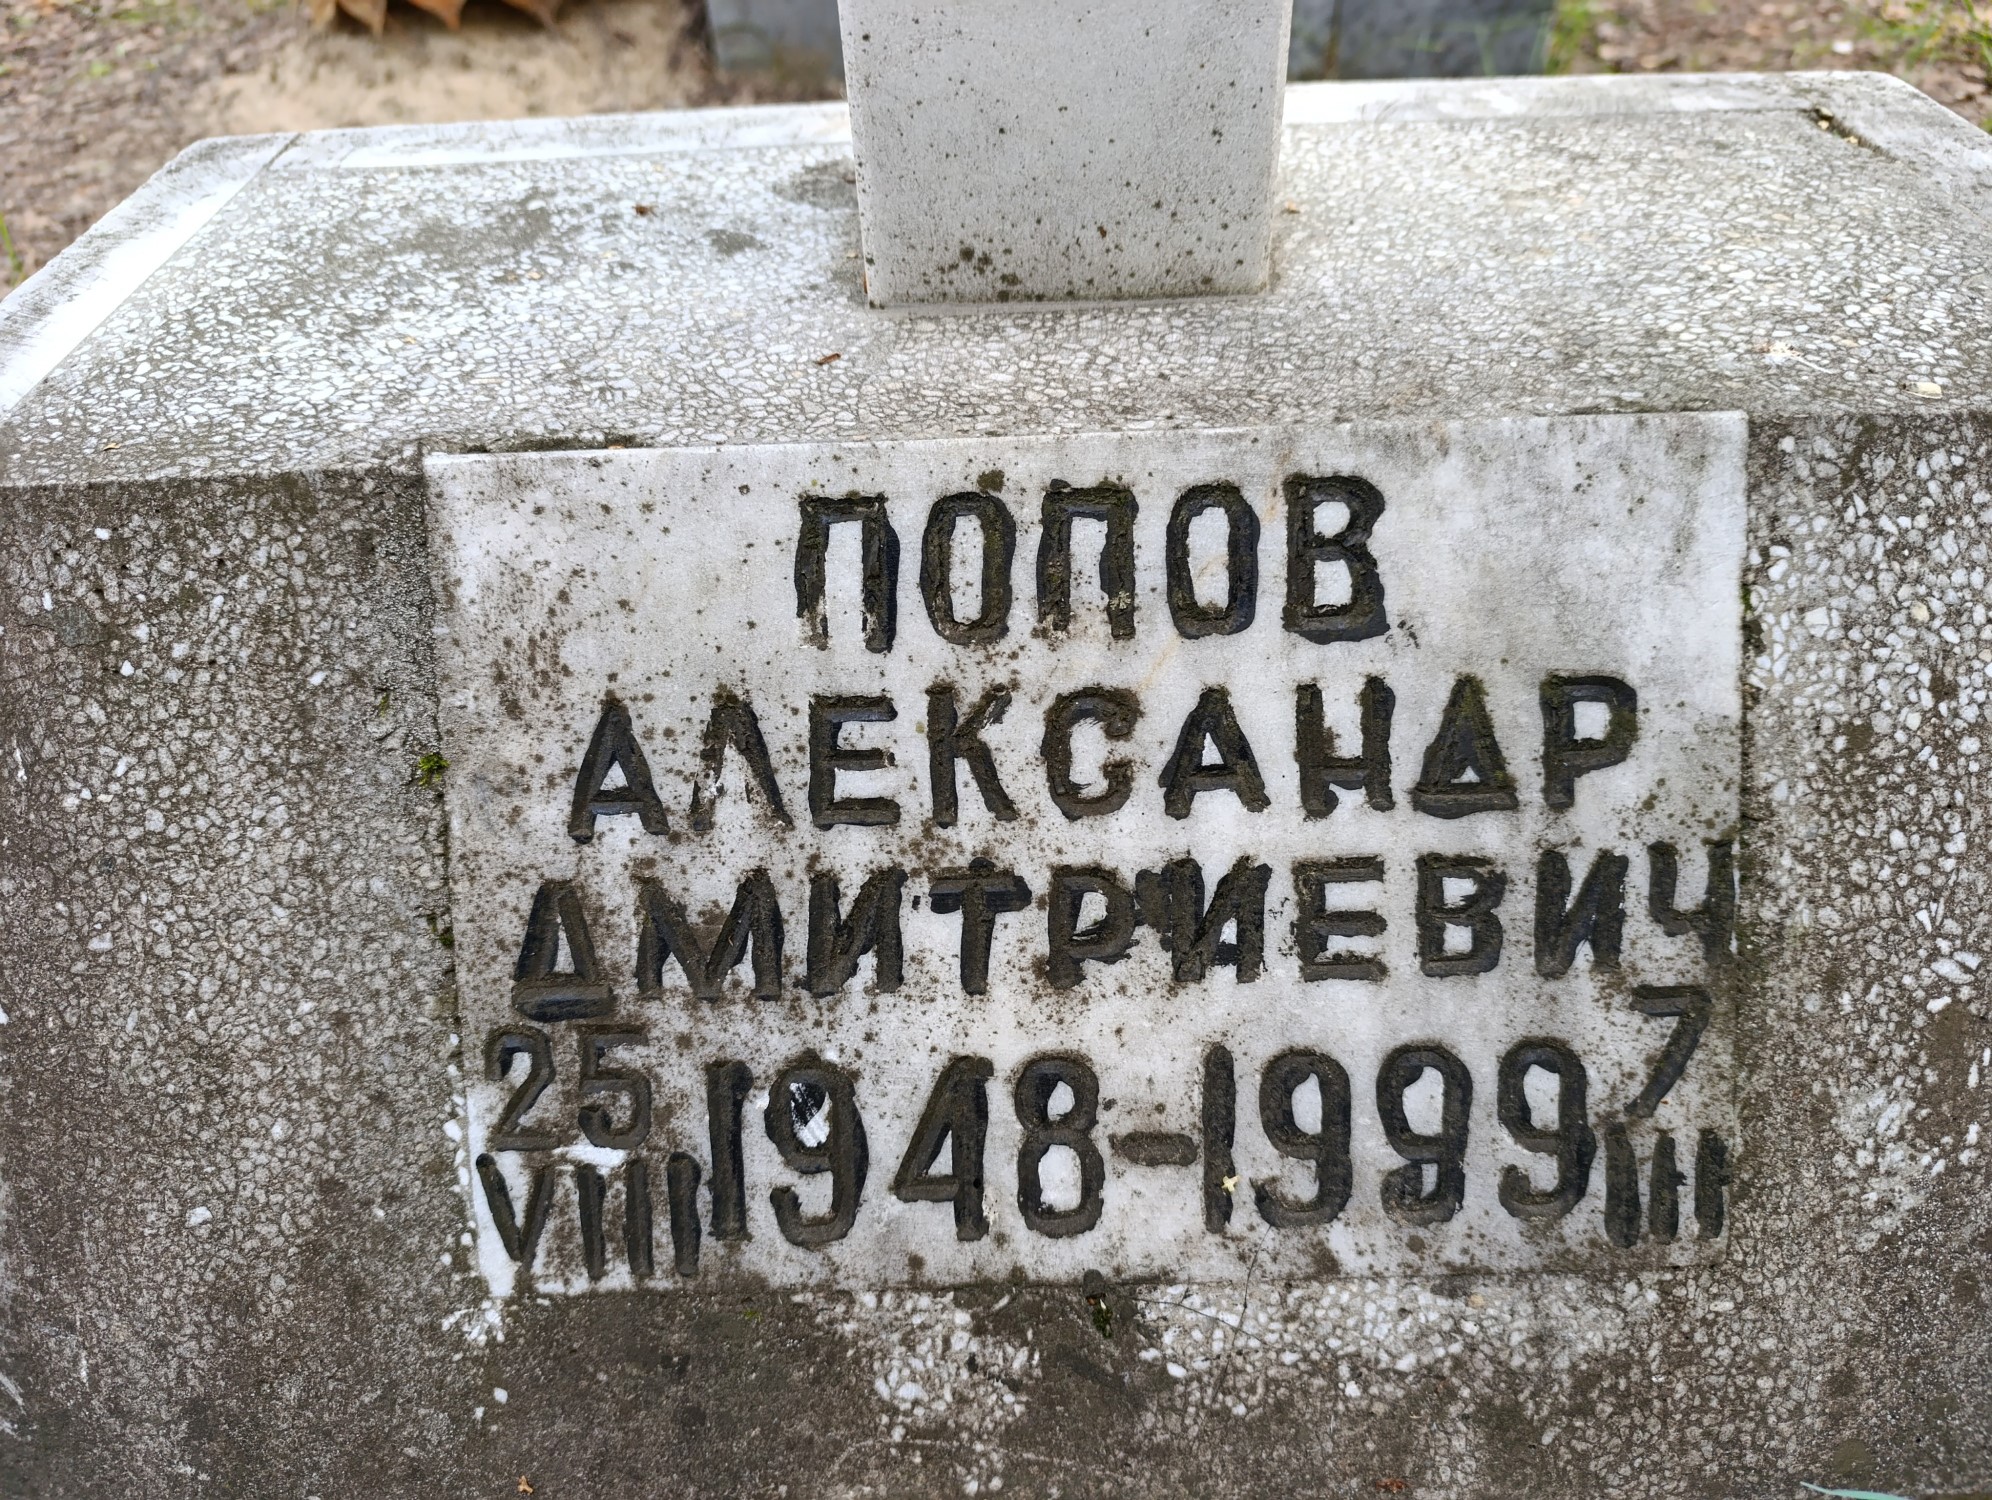 ПОПОВ
АЛЕКСАНДР
ДМИТРИЕВИЧ
25 VIII 1948-1999 7 III